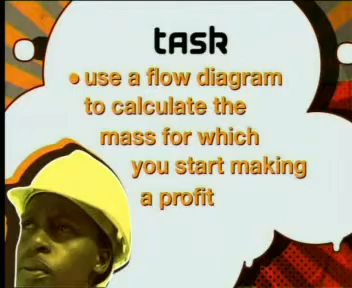 task
• use a flow diagram
to calculate the
mass for which
you start making
a profit